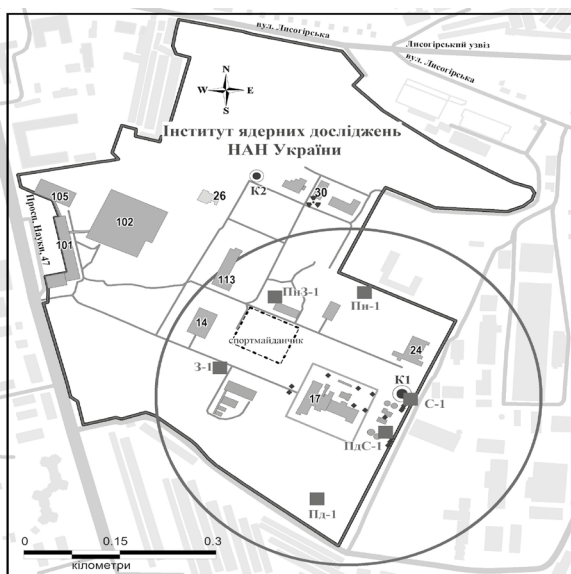 вул. Лисогірська
Лисогірський узвіз
вул. Лисогірська
N
W E
S
Інститут ядерних досліджень
НАН України
К2
30
26
105
102
101
Просп. Науки, 47
113
ПнЗ-1
Пн-1
14
спортмайданчик
24
З-1
К1
17
С-1
ПдС-1
Пд-1
0 0.15 0.3
кілометри